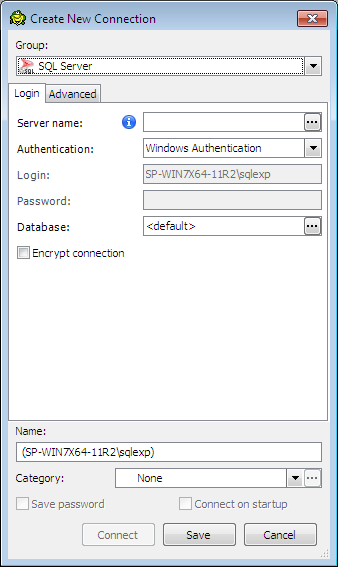 Create New Connection
Group:
SQL Server
Login Advanced
Server name:
Authentication: Windows Authentication
Login: SP-WIN7X64-11R2\sqlexp
Password:
Database: <default>
Encrypt connection
Name:
(SP-WIN7X64-11R2\sqlexp)
Category: None
Save password Connect on startup
Connect Save Cancel